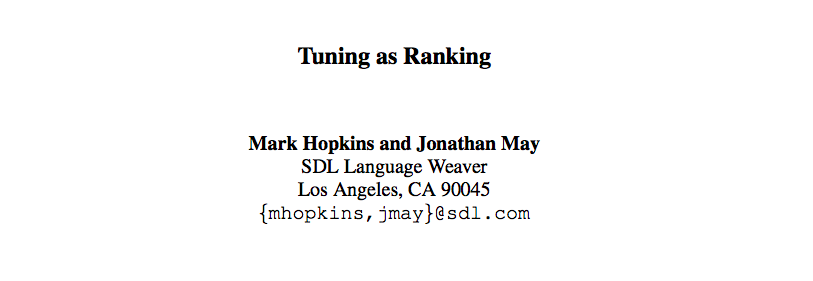 Tuning as Ranking
Mark Hopkins and Jonathan May
SDL Language Weaver
Los Angeles, CA 90045
{mhopkins,jmay}@sdl.com